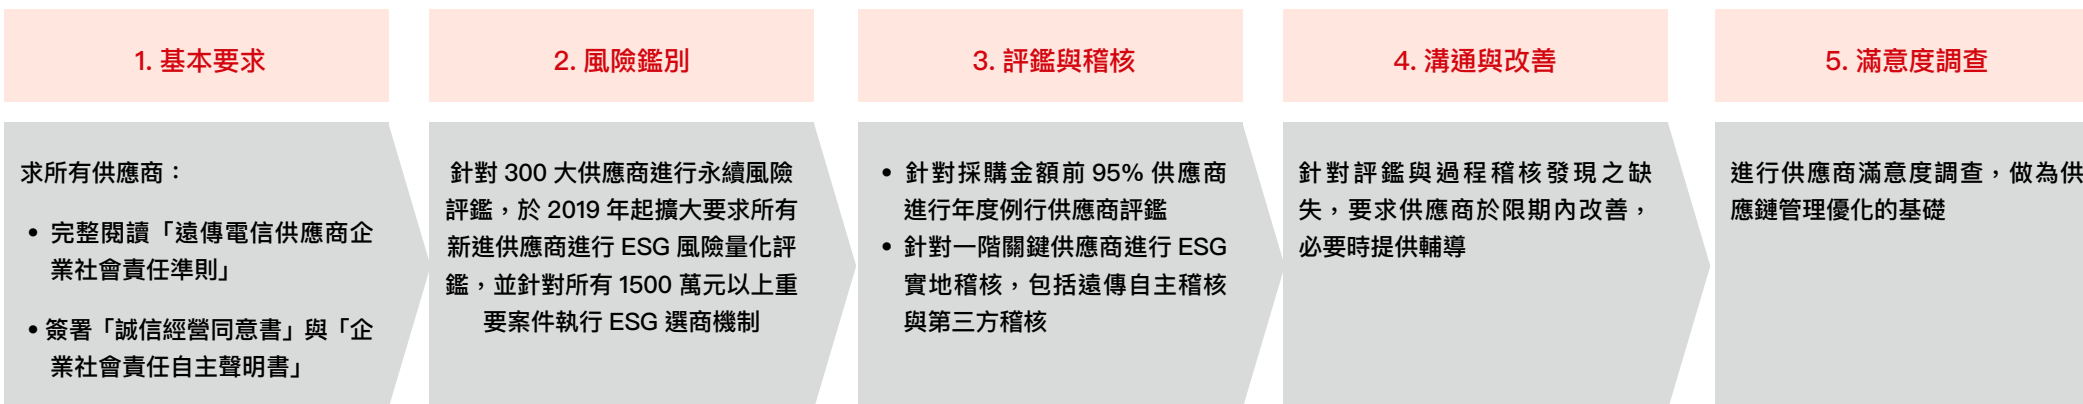 1. 基本要求
求所有供應商：
• 完整閱讀「遠傳電信供應商企
業社會責任準則」
• 簽署「誠信經營同意書」與「企
業社會責任自主聲明書」
2. 風險鑑別
針對 300 大供應商進行永續風險
評鑑，於 2019 年起擴大要求所有
新進供應商進行 ESG 風險量化評
鑑，並針對所有 1500 萬元以上重
要案件執行 ESG 選商機制
3. 評鑑與稽核
• 針對採購金額前 95% 供應商
進行年度例行供應商評鑑
• 針對一階關鍵供應商進行 ESG
實地稽核，包括遠傳自主稽核
與第三方稽核
4. 溝通與改善
針對評鑑與過程稽核發現之缺
失，要求供應商於限期內改善，
必要時提供輔導
5. 滿意度調查
進行供應商滿意度調查，做為供
應鏈管理優化的基礎